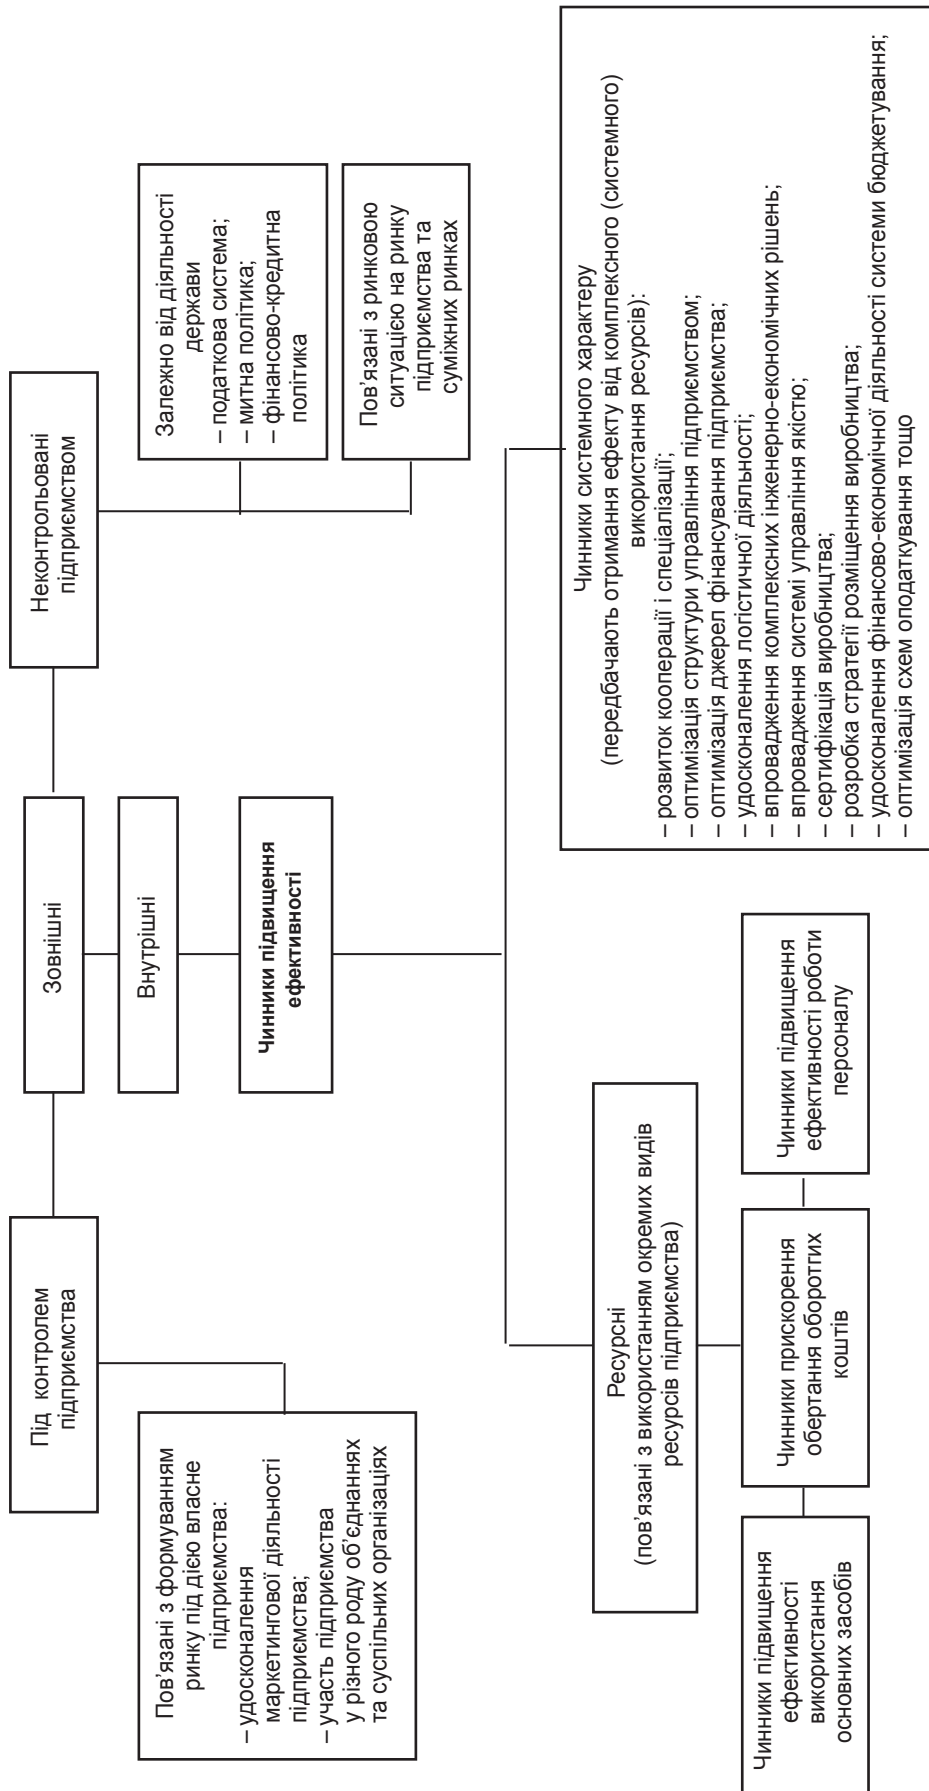 Під контролем
підприємства
Зовнішні
Неконтрольовані
підприємством
Внутрішні
Чинники підвищення
ефективності
Пов’язані з формуванням
ринку під дією власне
підприємства:
– удосконалення
маркетингової діяльності
підприємства;
– участь підприємства
у різного роду об’єднаннях
та суспільних організаціях
Залежно від діяльності
держави
– податкова система;
– митна політика;
– фінансово-кредитна
політика
Пов’язані з ринковою
ситуацією на ринку
підприємства та
суміжних ринках
Ресурсні
(пов’язані з використанням окремих видів
ресурсів підприємства)
Чинники підвищення
ефективності
використання
основних засобів
Чинники прискорення
обертання оборотгих
коштів
Чинники підвищення
ефективності роботи
персоналу
Чинники системного характеру
(передбачають отримання ефекту від комплексного (системного)
використання ресурсів):
– розвиток кооперації і спеціалізації;
– оптимізація структури управління підприємством;
– оптимізація джерел фінансування підприємства;
– удосконалення логістичної діяльності;
– впровадження комплексних інженерно-економічних рішень;
– впровадження системі управління якістю;
– сертифікація виробництва;
– розробка стратегії розміщення виробництва;
– удосконалення фінансово-економічної діяльності системи бюджетування;
– оптимізація схем оподаткування тощо